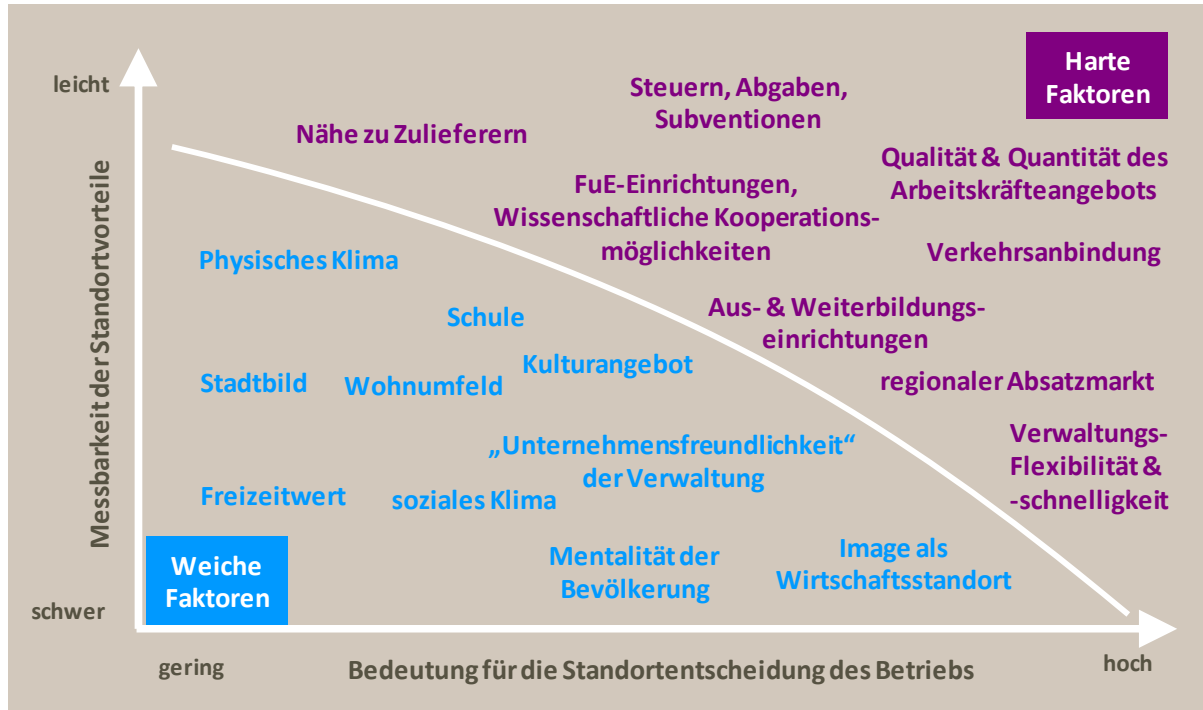 leicht
Harte
Faktoren
Steuern, Abgaben,
Subventionen
Nähe zu Zulieferern
Qualität & Quantität des
Arbeitskräfteangebots
FuE-Einrichtungen,
Wissenschaftliche Kooperations-
möglichkeiten
Verkehrsanbindung
Physisches Klima
Schule
Aus- & Weiterbildungs-
einrichtungen
Kulturangebot
Stadtbild
Wohnumfeld
regionaler Absatzmarkt
„Unternehmensfreundlichkeit“
der Verwaltung
Verwaltungs-
Flexibilität &
-schnelligkeit
Freizeitwert
soziales Klima
Mentalität der
Bevölkerung
Image als
Wirtschaftsstandort
Weiche
Faktoren
Messbarkeit der Standortvorteile
schwer
gering
Bedeutung für die Standortentscheidung des Betriebs
hoch